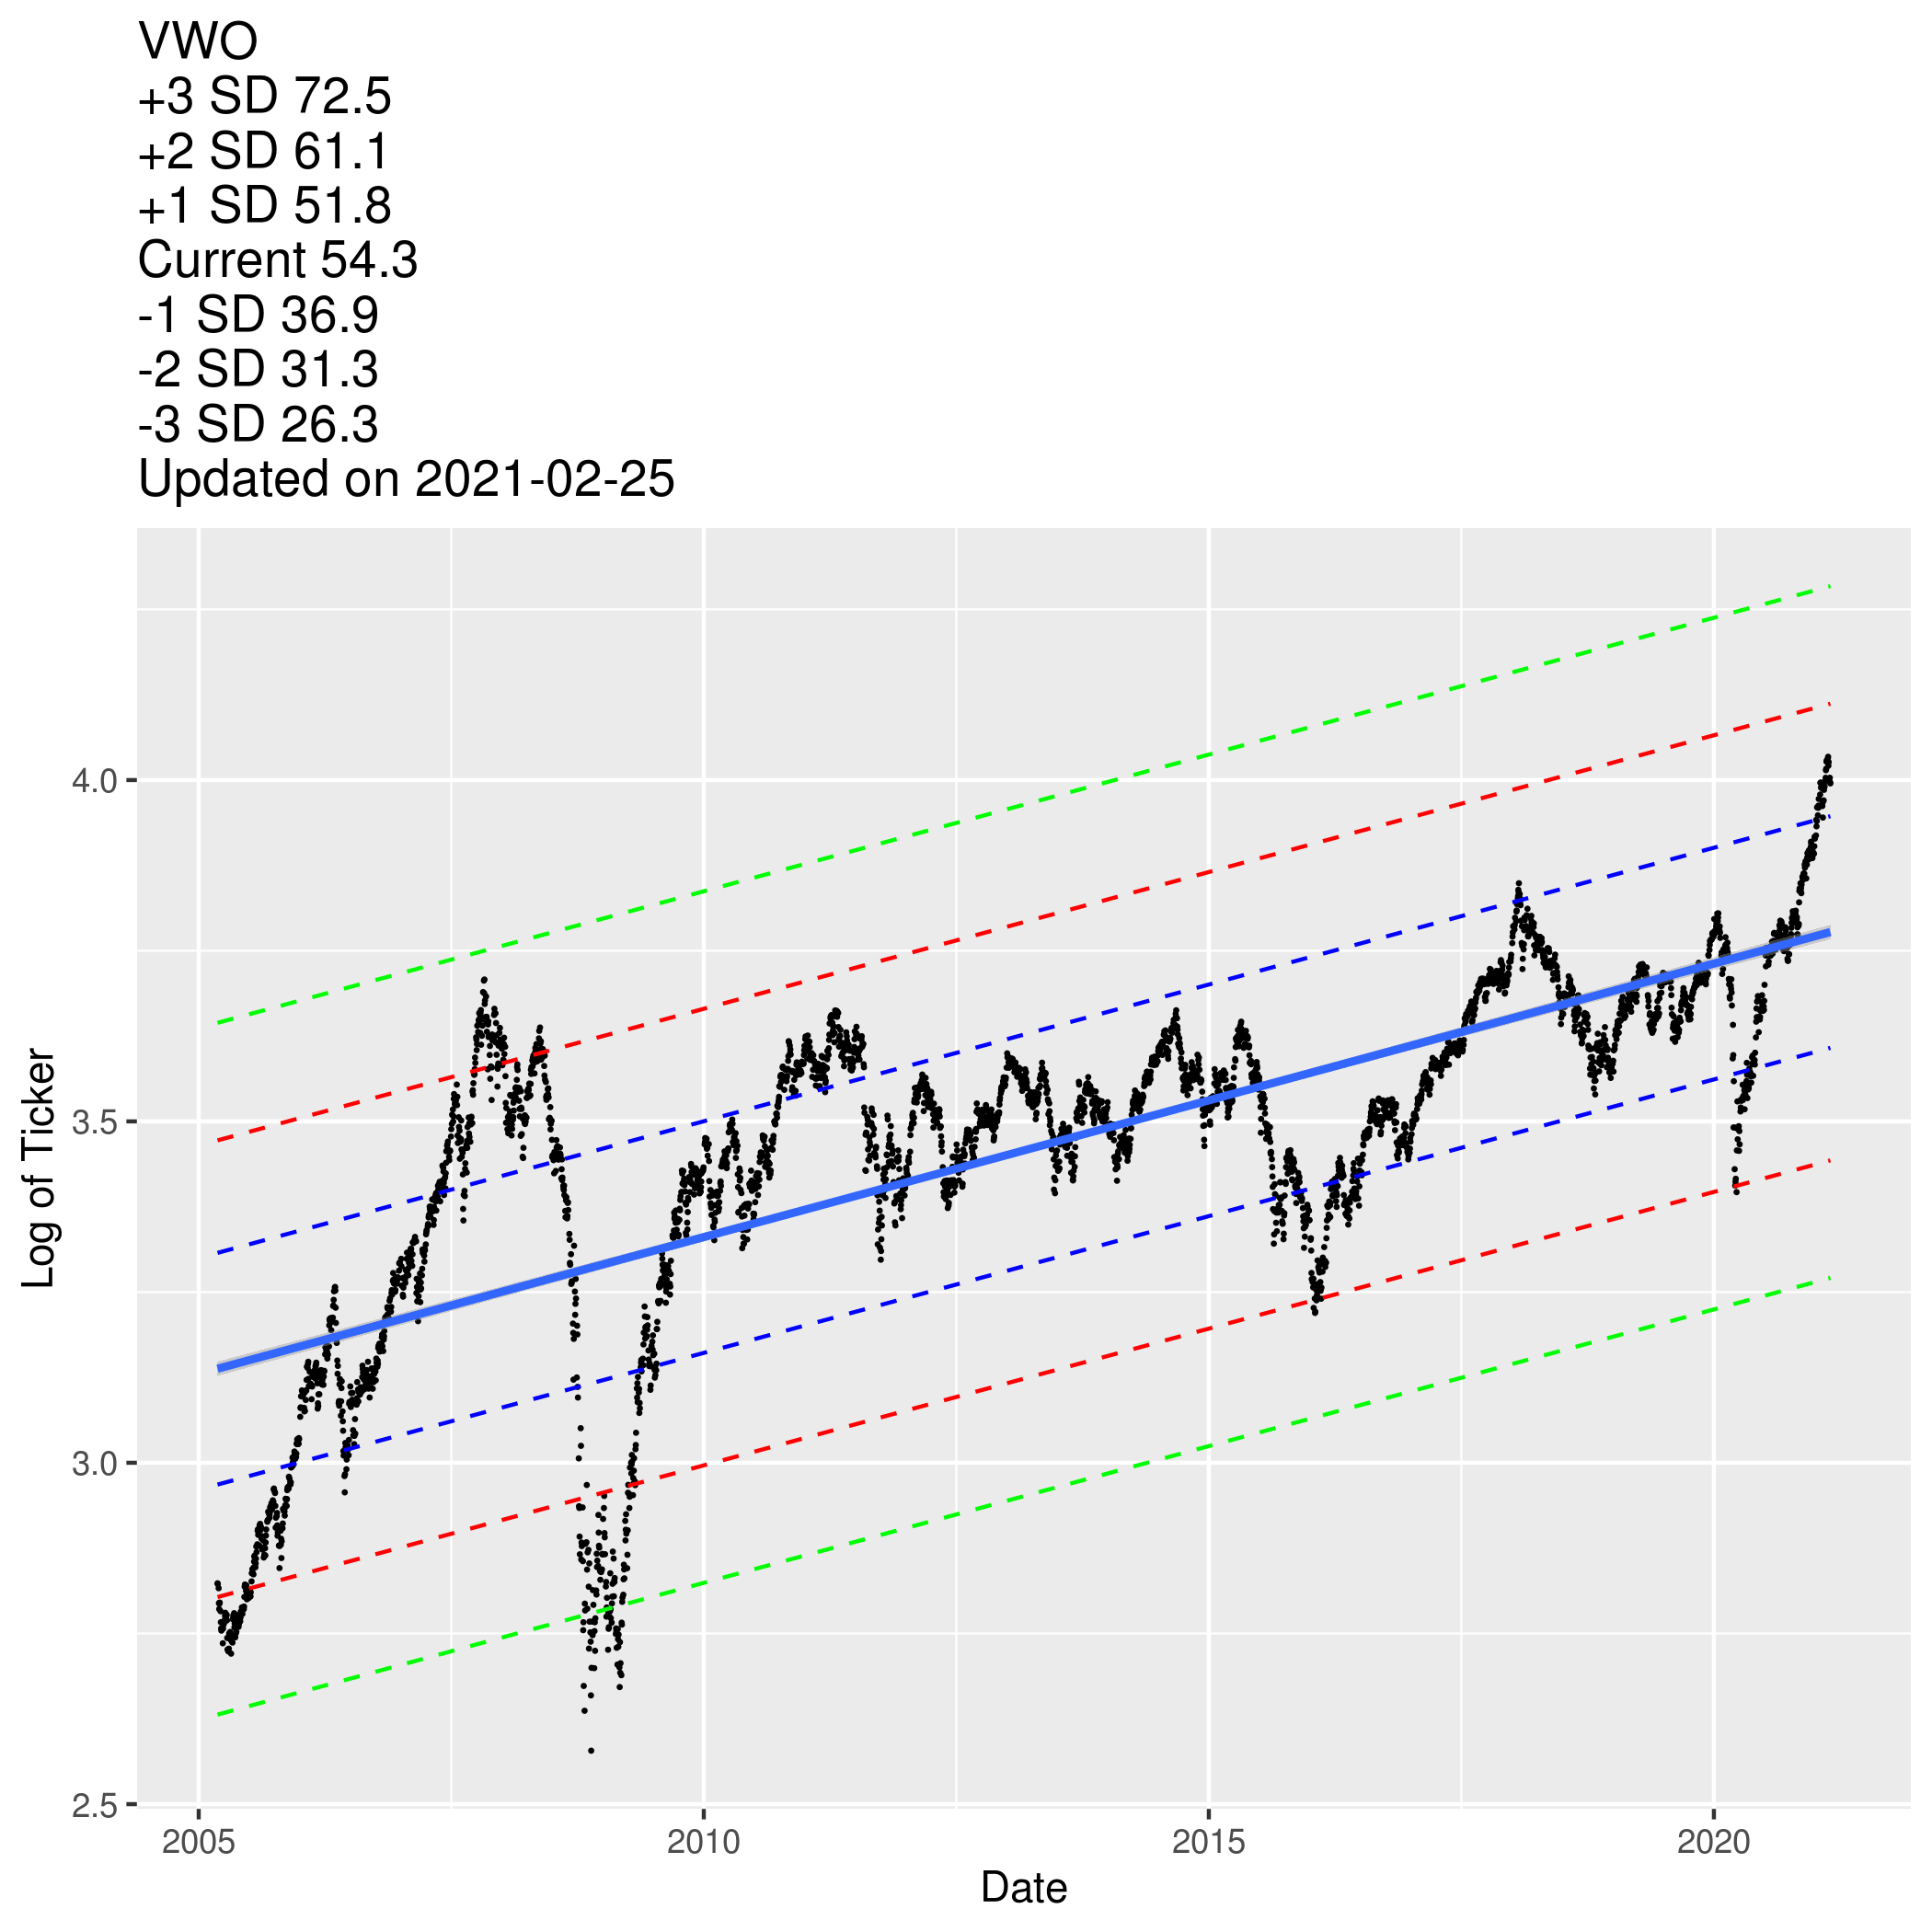 VWO
+3 SD 72.5
+2 SD 61.1
+1 SD 51.8
Current 54.3
-1 SD 36.9
-2 SD 31.3
-3 SD 26.3
Updated on 2021-02-25
Log of Ticker
4.0
3.5
3.0
2.5
2005 2010 2015 2020
Date